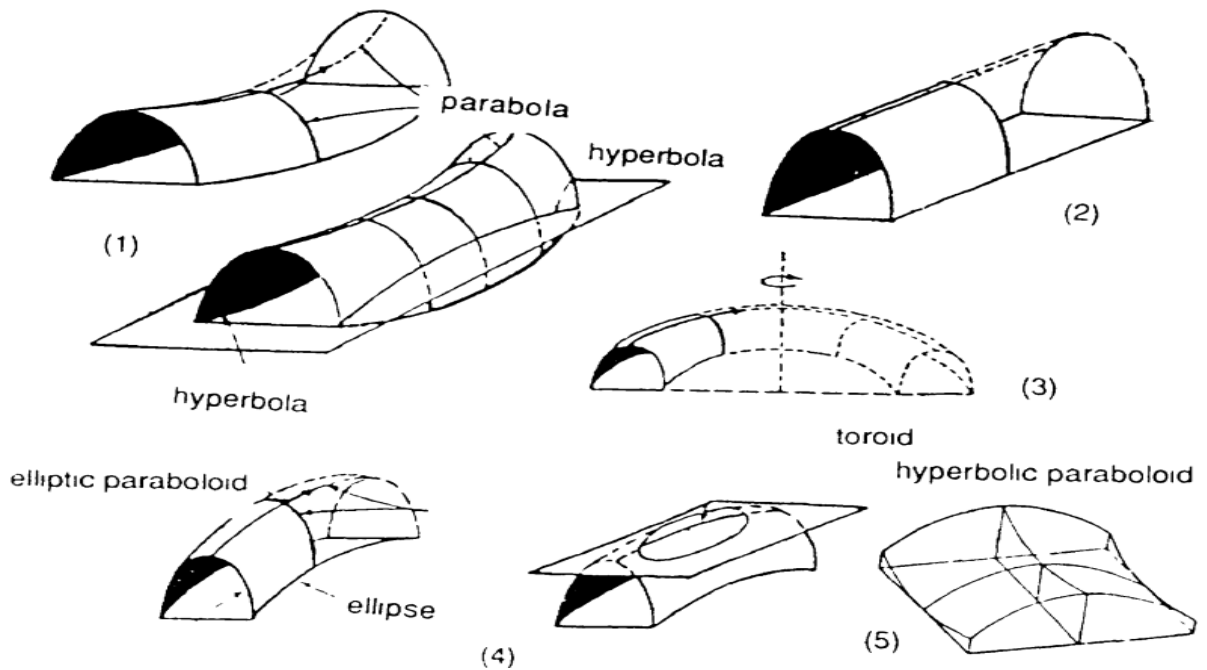 parabola
hyperbola
(1)
(2)
hyperbola
(3)
toroid
elliptic paraboloid
hyperbolic paraboloid
ellipse
(4)
(5)